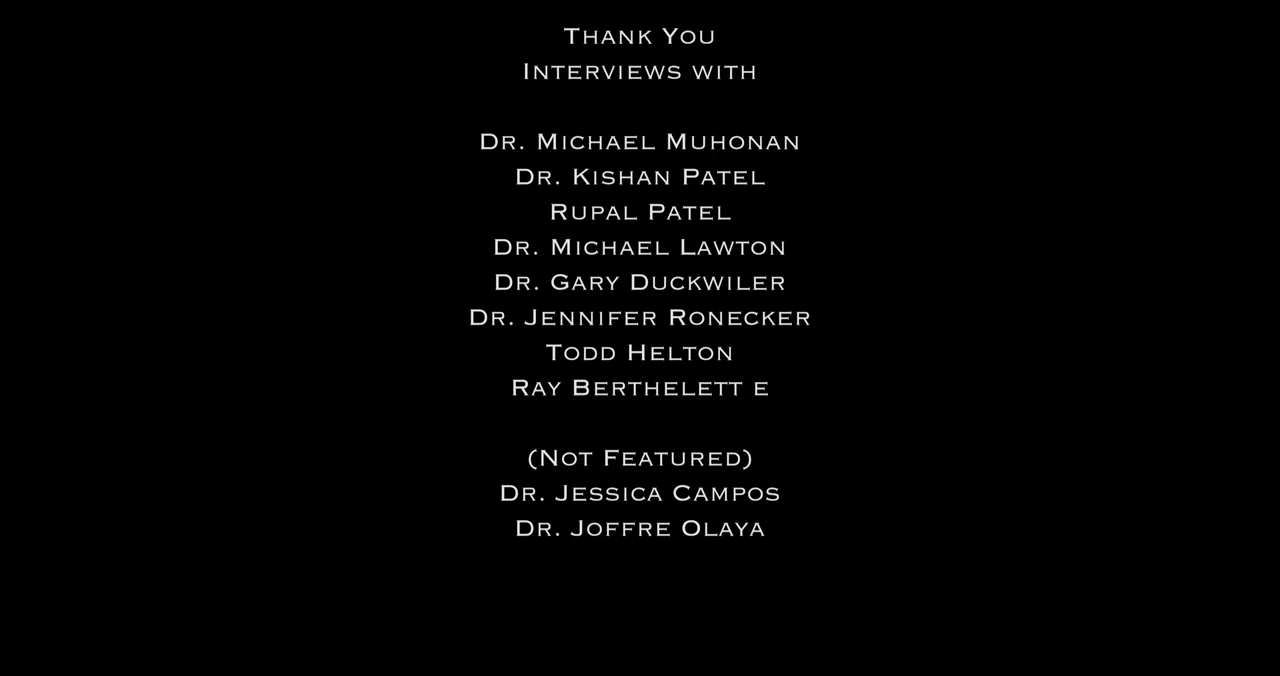 Thank You
Interviews with
Dr. Michael Muhonan
Dr. Kishan Patel
Rupal Patel
Dr. Michael Lawton
Dr. Gary Duckwiler
Dr. Jennifer Ronecker
Todd Helton
Ray Berthelett e
(Not Featured)
Dr. Jessica Campos
Dr. Joffre Olaya